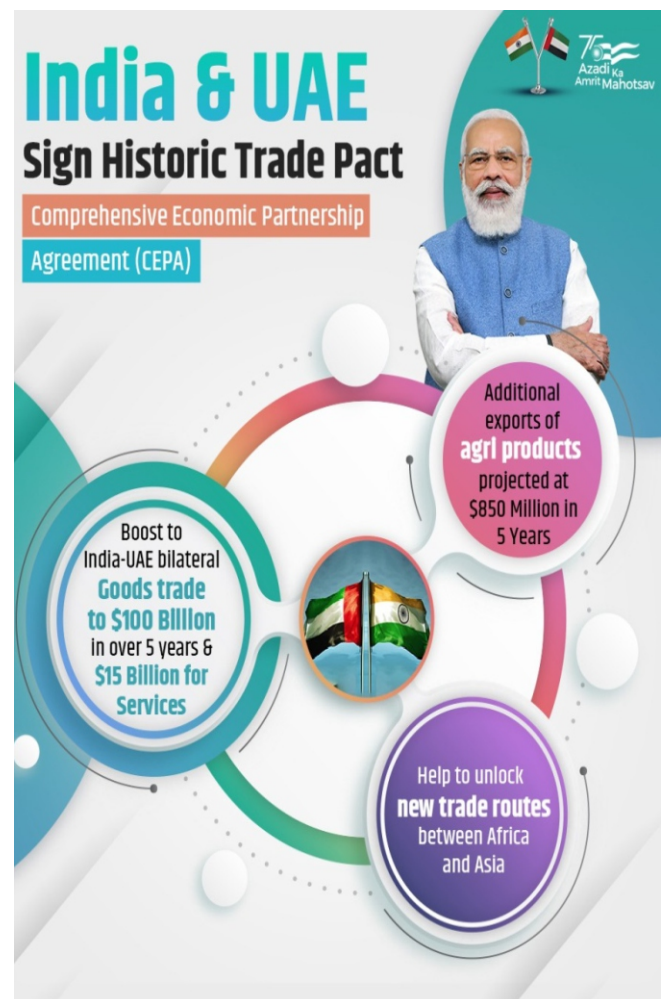 India & UAE
Sign Historic Trade Pact
Comprehensive Economic Partnership
Agreement (CEPA)
75
Azadi Ka
Amrit Mahotsav
Additional
exports of
agrl products
projected at
$850 Million in
5 Years
Boost to
India-UAE bilateral
Goods trade
to $100 Billlon
in over 5 years &
$15 Billion for
Services
Help to unlock
new trade routes
between Africa
and Asia